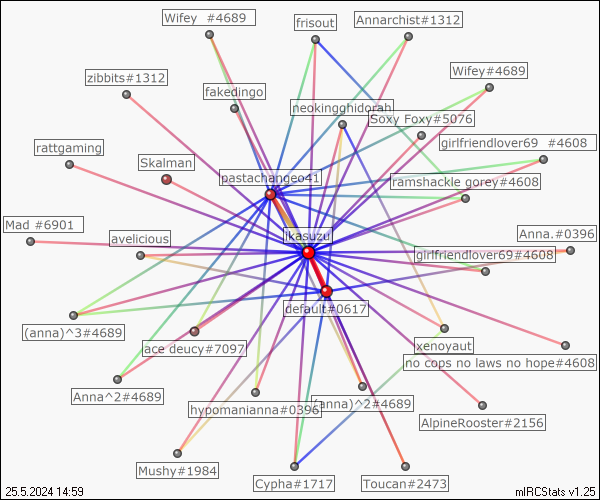 Wifey #4689
frisout
Annarchist#1312
zibbits#1312
fakedingo
Wifey#4689
neokingghidorah
Soxy Foxy#5076
rattgaming
girlfriendlover69 #4608
Skalman
pastachangeo41
ramshackle gorey#4608
Mad #6901
avelicious
jkasuzu
Anna.#0396
girlfriendlover69#4608
default#0617
(anna)^3#4689
ace deucy#7097
xenoyaut
no cops no laws no hope#4608
Anna^2#4689
hypomanianna#0396
(anna)^2#4689
AlpineRooster#2156
Mushy#1984
Cypha#1717
Toucan#2473
25.5.2024 14:59
mIRCStats v1.25